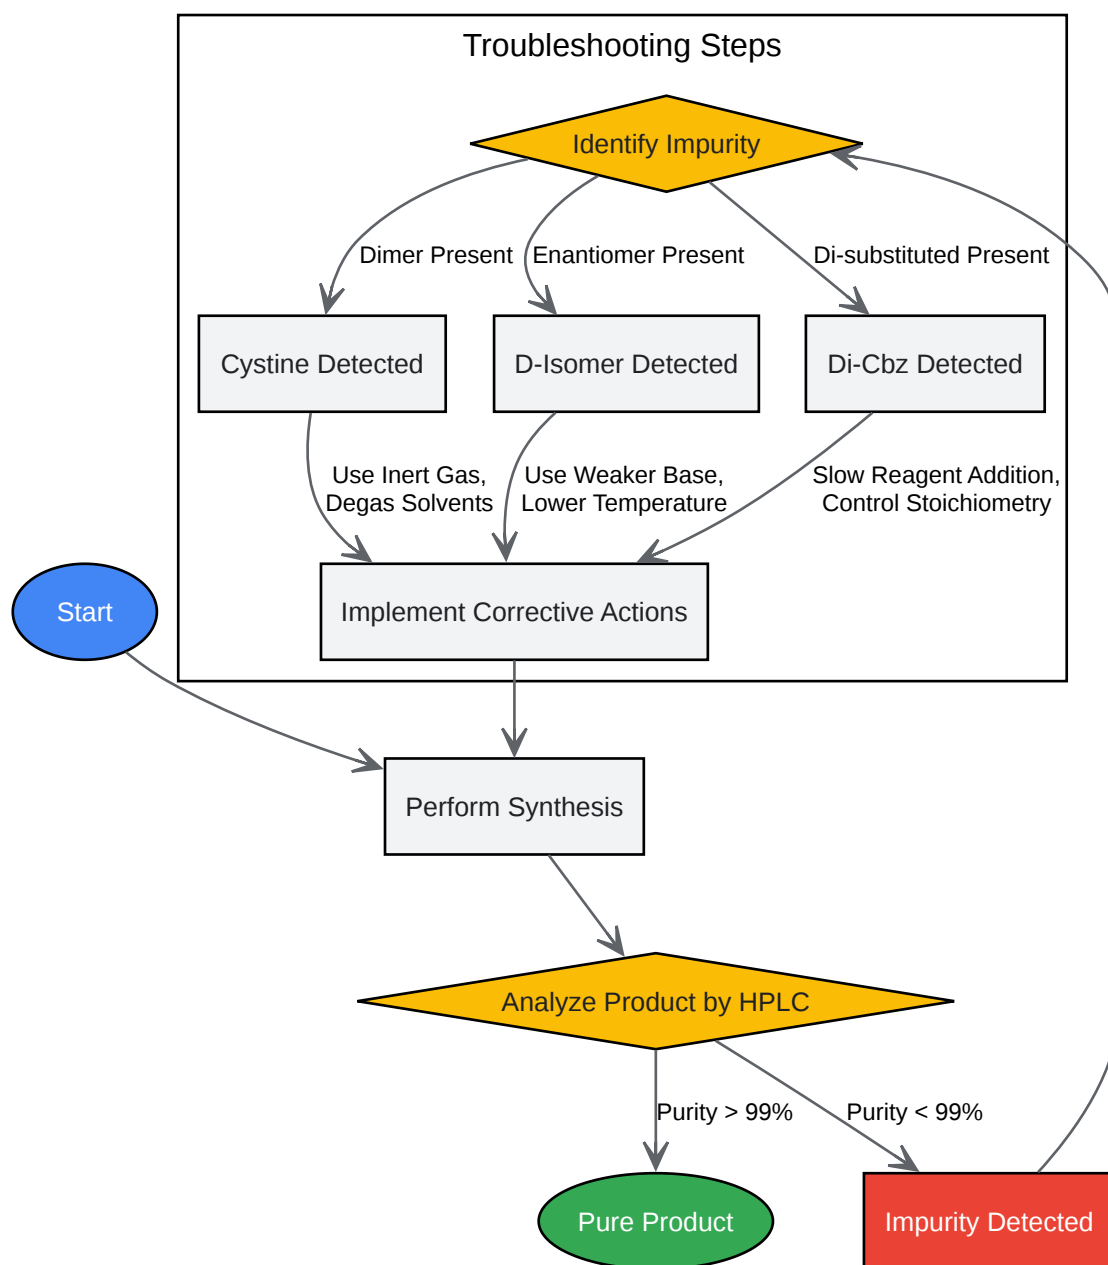 Troubleshooting Steps
Identify Impurity
Dimer Present
Enantiomer Present
Di-substituted Present
Cystine Detected
D-Isomer Detected
Di-Cbz Detected
Use Inert Gas,
Degas Solvents
Use Weaker Base,
Lower Temperature
Slow Reagent Addition,
Control Stoichiometry
Start
Implement Corrective Actions
Perform Synthesis
Analyze Product by HPLC
Purity > 99%
Purity < 99%
Pure Product
Impurity Detected